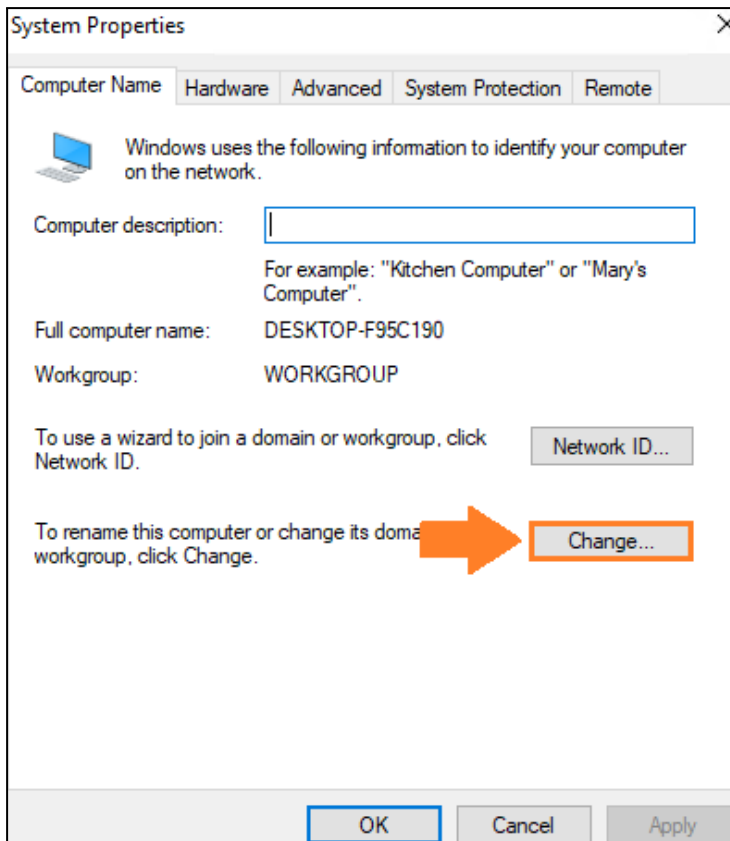 System Properties
Computer Name Hardware Advanced System Protection Remote
Windows uses the following information to identify your computer
on the network.
Computer description:
For example: "Kitchen Computer" or "Mary's
Computer".
Full computer name: DESKTOP-F95C190
Workgroup: WORKGROUP
To use a wizard to join a domain or workgroup, click
Network ID.
Network ID...
To rename this computer or change its
workgroup, click Change.
Change...
OK Cancel Apply